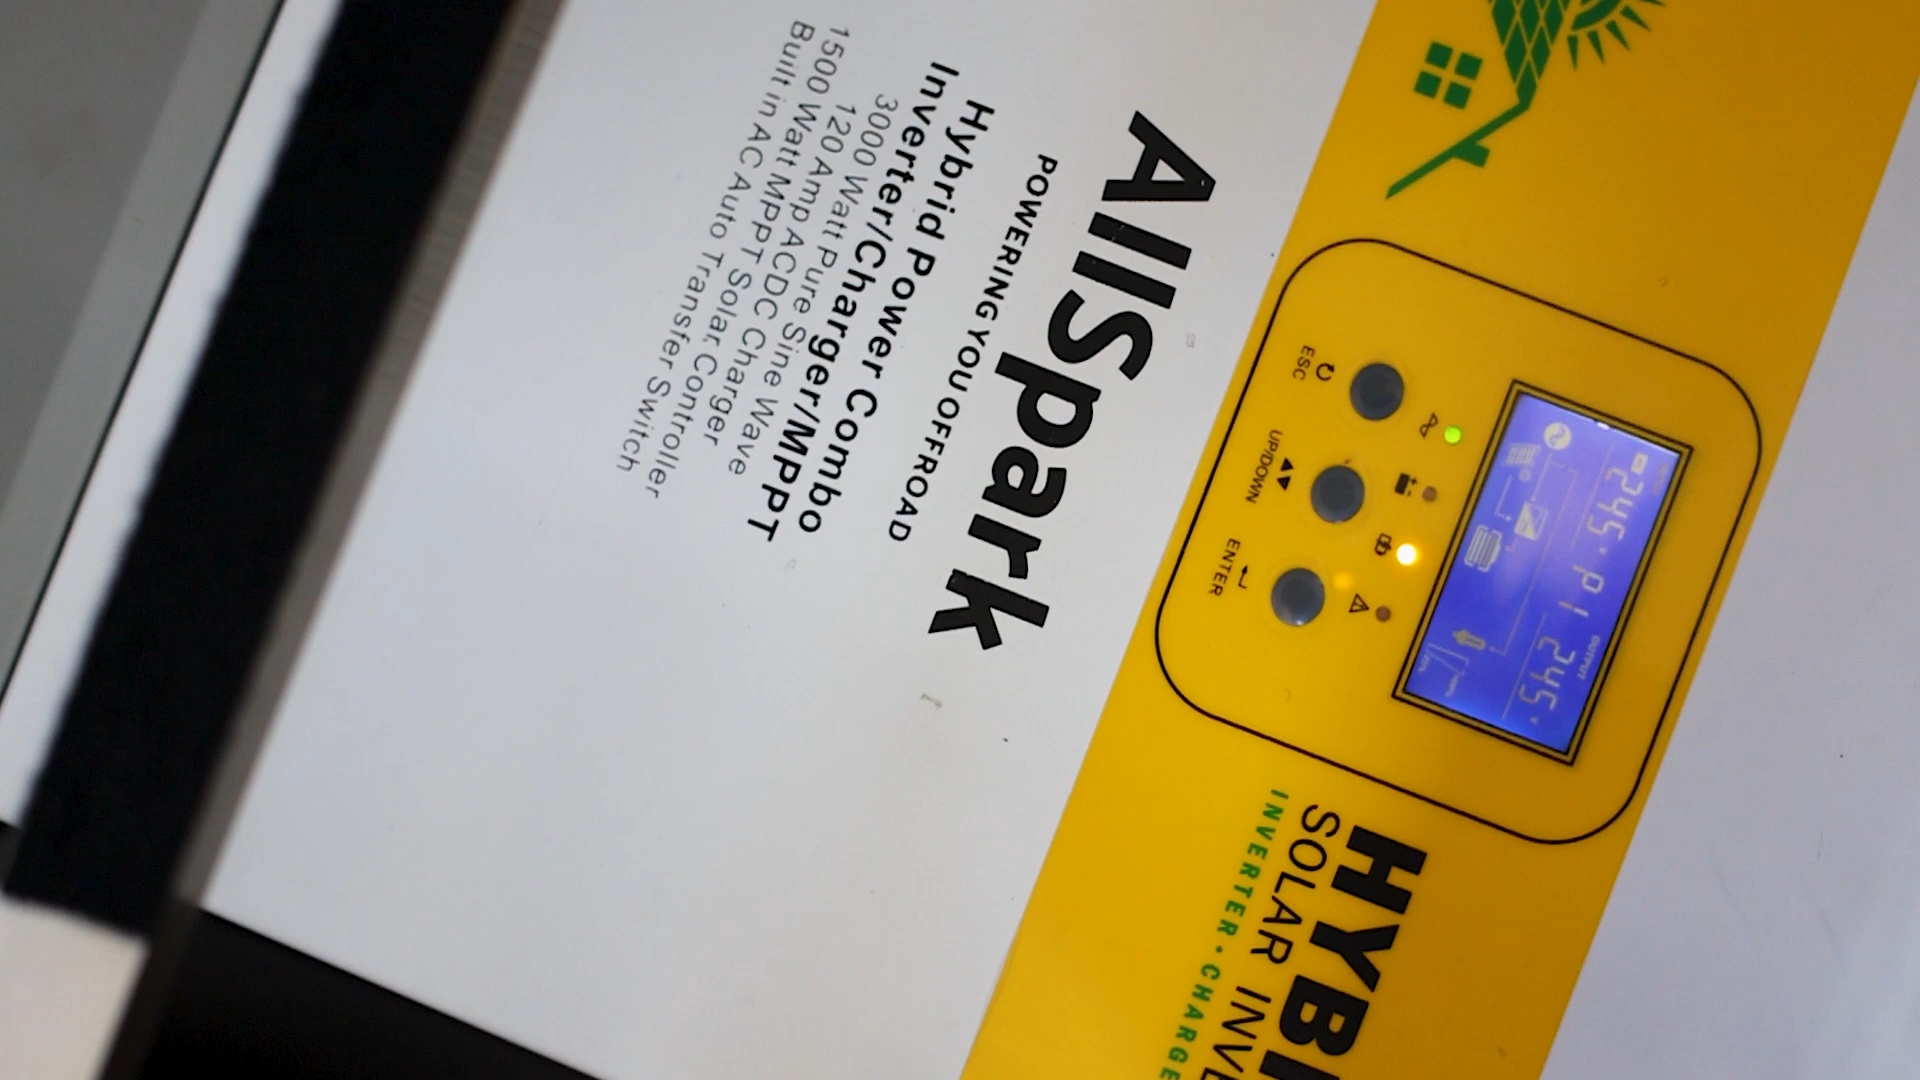 AllSpark
POWERING YOU OFFROAD
Hybrid Power Combo
Inverter/Charger/MPPT
3000 Watt Pure Sine Wave
120 Amp ACDC Charger
1500 Watt MPPT Solar Controller
Built in AC Auto Transfer Switch
ESC
UP/DOWN
ENTER
245 V P1 245 V
OUTPUT
HYBRI
SOLAR INVE
INVERTER • CHARGE